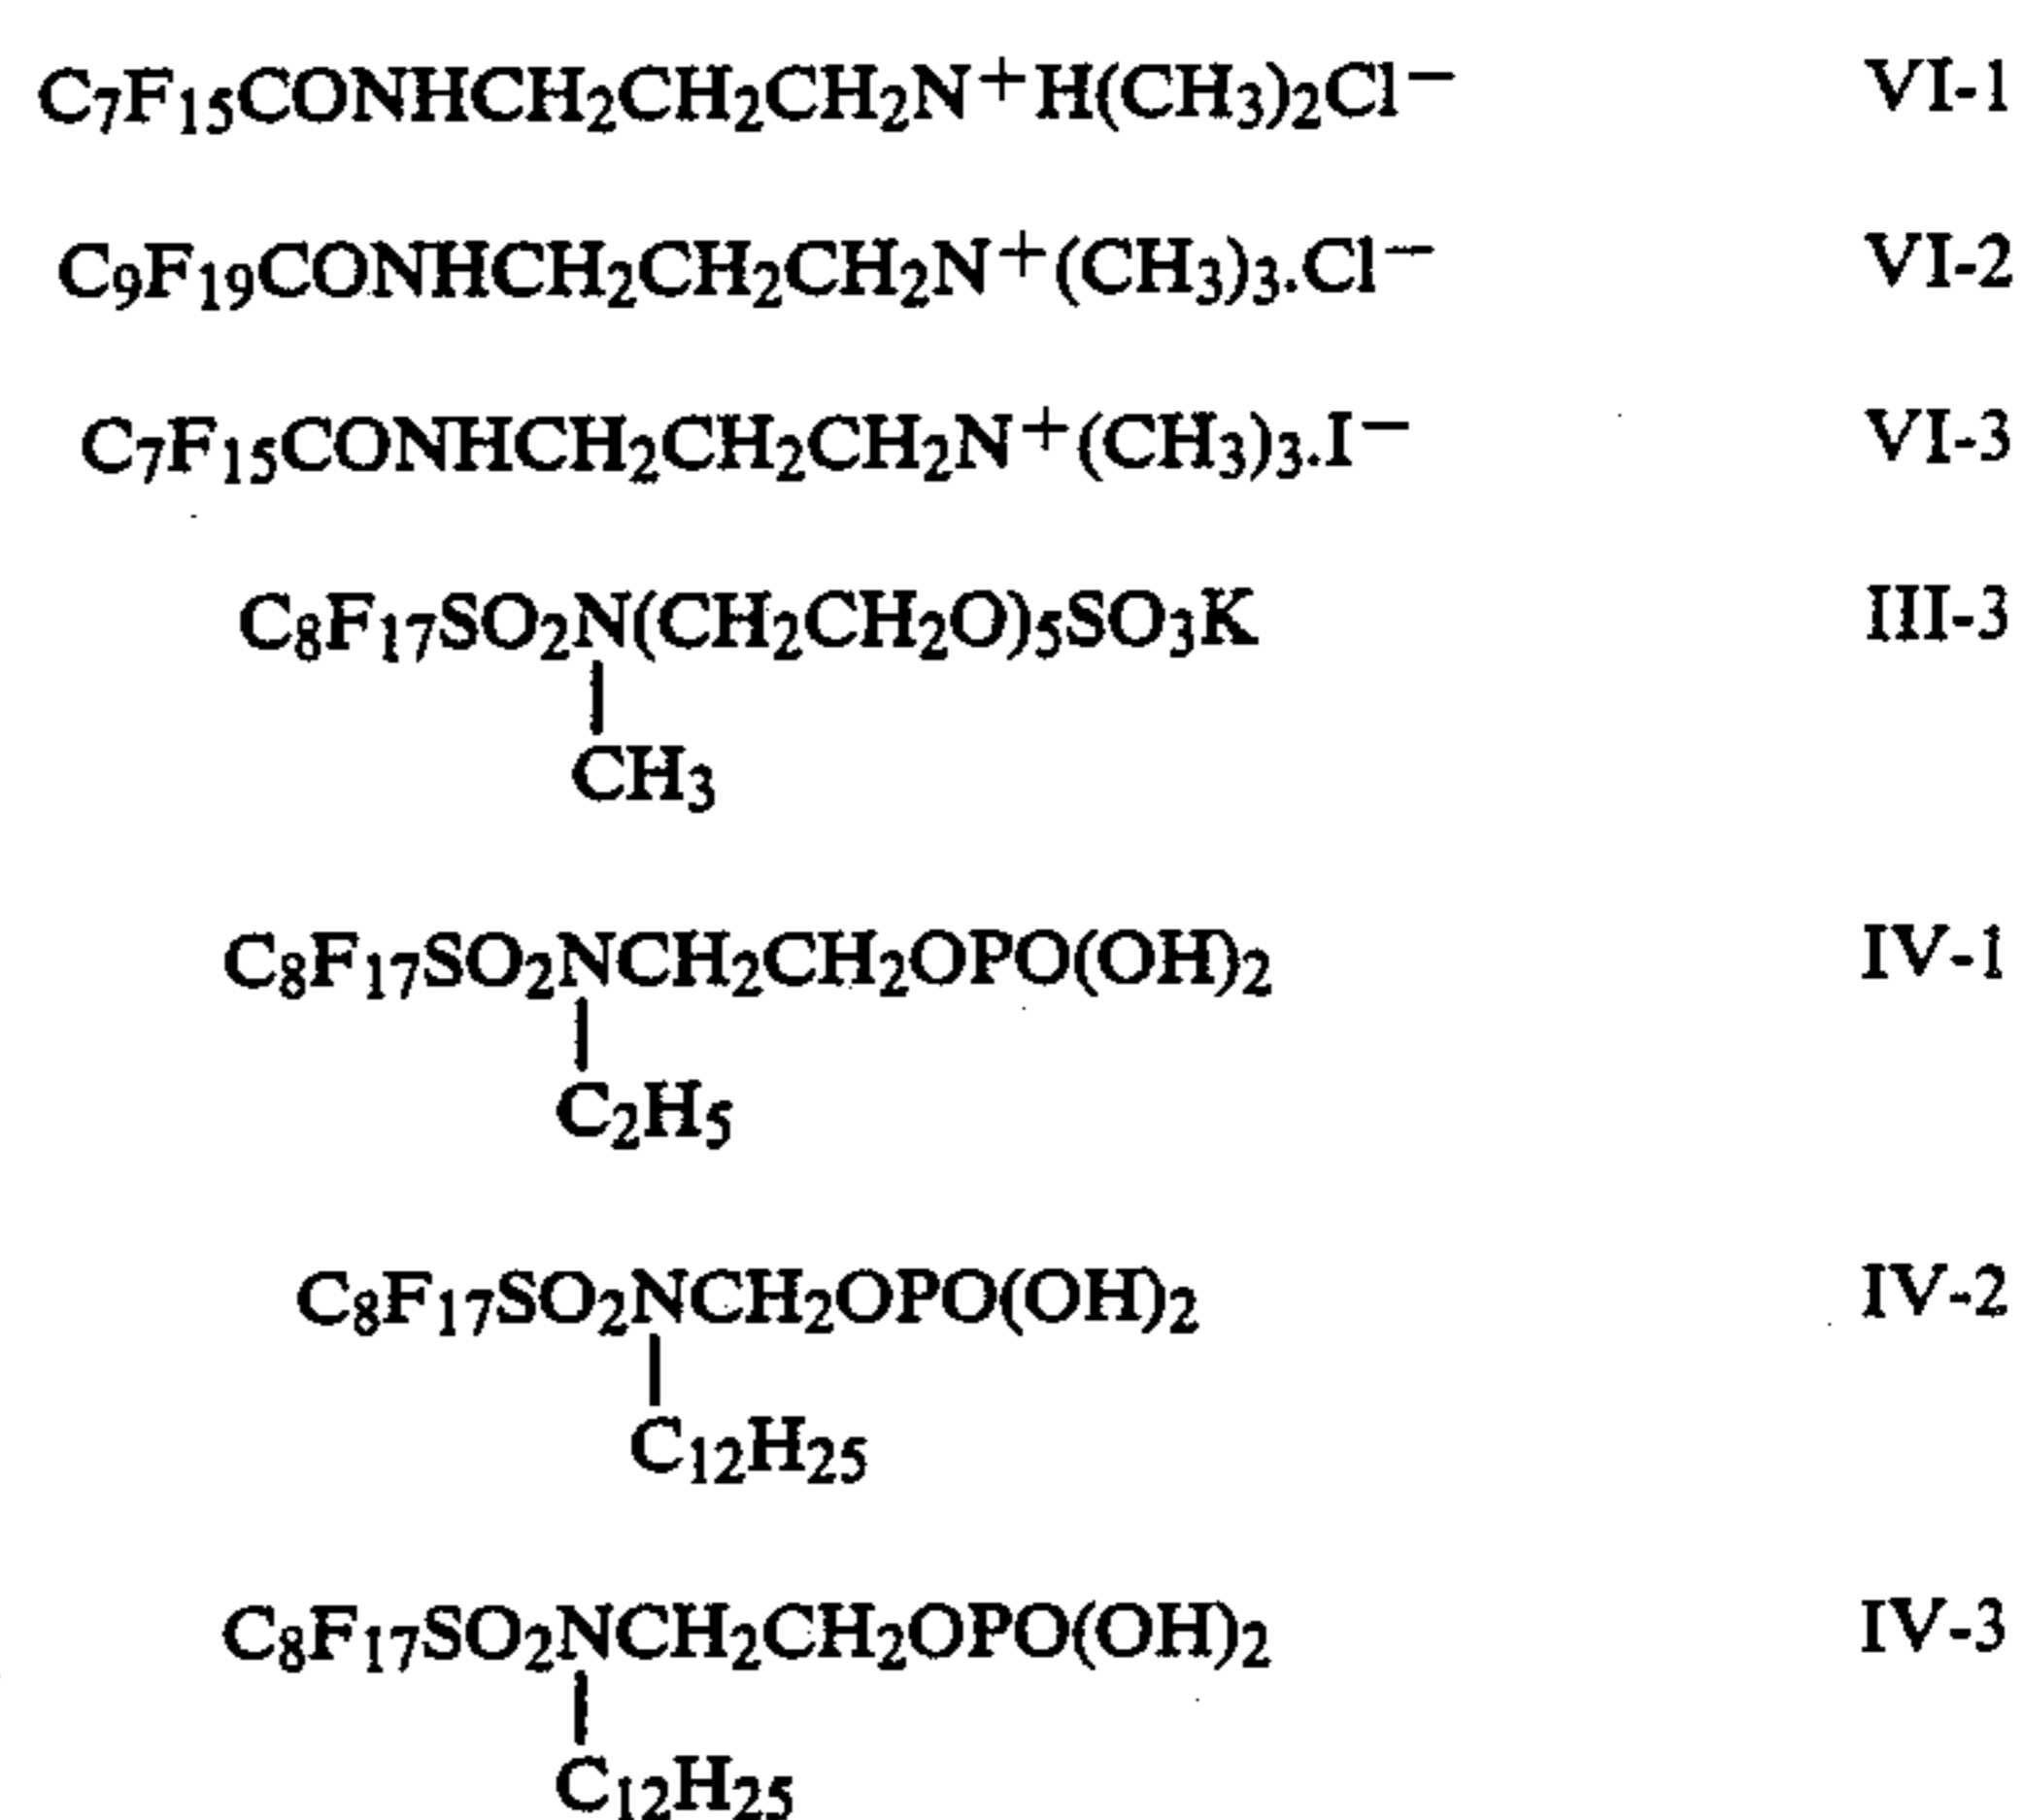 C₇F₁₅CONHCH₂CH₂CH₂N⁺H(CH₃)₂Cl⁻ VI-1
C₉F₁₉CONHCH₂CH₂CH₂N⁺(CH₃)₃.Cl⁻ VI-2
C₇F₁₅CONHCH₂CH₂CH₂N⁺(CH₃)₃.I⁻ VI-3
C₈F₁₇SO₂N(CH₂CH₂O)₅SO₃K III-3
CH₃
C₈F₁₇SO₂NCH₂CH₂OPO(OH)₂ IV-1
C₂H₅
C₈F₁₇SO₂NCH₂OPO(OH)₂ IV-2
C₁₂H₂₅
C₈F₁₇SO₂NCH₂CH₂OPO(OH)₂ IV-3
C₁₂H₂₅